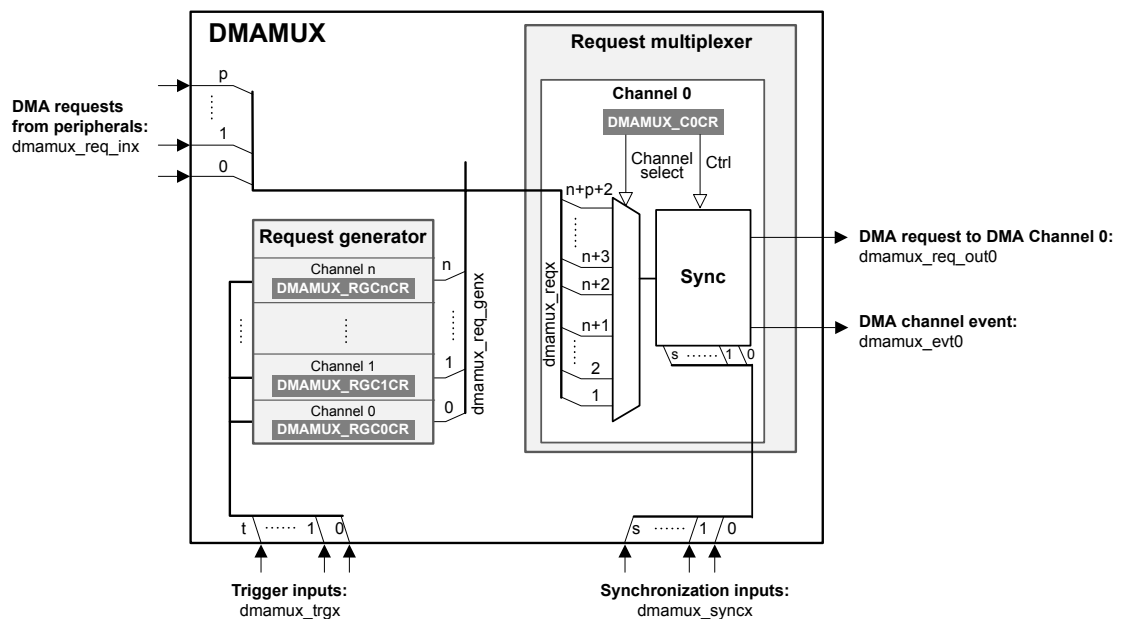 DMAMUX
Request multiplexer
p
DMA requests
from peripherals:
dmamux_req_inx
1
0
Channel 0
DMAMUX_C0CR
Channel
select
Ctrl
n+p+2
n+3
n+2
n+1
2
1
dmamux_reqx
Sync
s ...... 1 0
DMA request to DMA Channel 0:
dmamux_req_out0
DMA channel event:
dmamux_evt0
Request generator
Channel n
DMAMUX_RGCnCR
Channel 1
DMAMUX_RGC1CR
Channel 0
DMAMUX_RGC0CR
n
1
0
dmamux_req_genx
t ...... 1 0
s ...... 1 0
Trigger inputs:
dmamux_trgx
Synchronization inputs:
dmamux_syncx